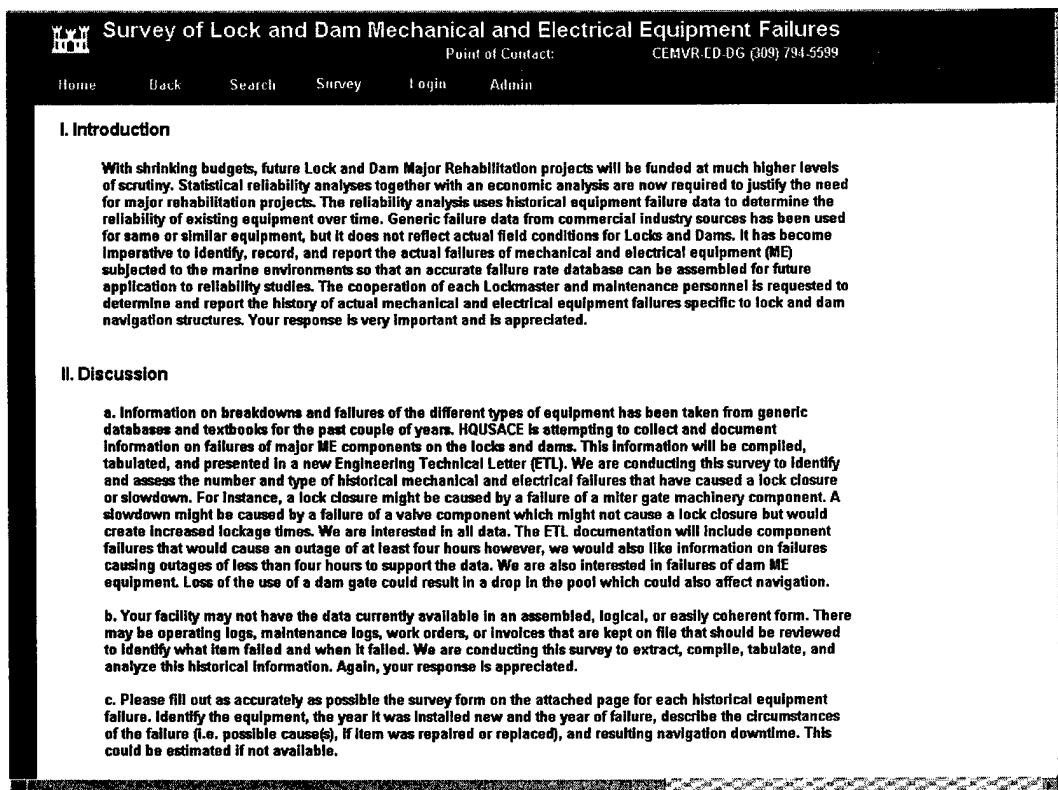 Survey of Lock and Dam Mechanical and Electrical Equipment Failures
Point of Contact: CEMVR-ED-DG (309) 794-5599
Home Back Search Survey Login Admin
I. Introduction
With shrinking budgets, future Lock and Dam Major Rehabilitation projects will be funded at much higher levels
of scrutiny. Statistical reliability analyses together with an economic analysis are now required to justify the need
for major rehabilitation projects. The reliability analysis uses historical equipment failure data to determine the
reliability of existing equipment over time. Generic failure data from commercial industry sources has been used
for same or similar equipment, but it does not reflect actual field conditions for Locks and Dams. It has become
imperative to identify, record, and report the actual failures of mechanical and electrical equipment (ME)
subjected to the marine environments so that an accurate failure rate database can be assembled for future
application to reliability studies. The cooperation of each Lockmaster and maintenance personnel is requested to
determine and report the history of actual mechanical and electrical equipment failures specific to lock and dam
navigation structures. Your response is very important and is appreciated.
II. Discussion
a. Information on breakdowns and failures of the different types of equipment has been taken from generic
databases and textbooks for the past couple of years. HQUSACE is attempting to collect and document
information on failures of major ME components on the locks and dams. This information will be compiled,
tabulated, and presented in a new Engineering Technical Letter (ETL). We are conducting this survey to identify
and assess the number and type of historical mechanical and electrical failures that have caused a lock closure
or slowdown. For instance, a lock closure might be caused by a failure of a miter gate machinery component. A
slowdown might be caused by a failure of a valve component which might not cause a lock closure but would
create increased lockage times. We are interested in all data. The ETL documentation will include component
failures that would cause an outage of at least four hours however, we would also like information on failures
causing outages of less than four hours to support the data. We are also interested in failures of dam ME
equipment. Loss of the use of a dam gate could result in a drop in the pool which could also affect navigation.
b. Your facility may not have the data currently available in an assembled, logical, or easily coherent form. There
may be operating logs, maintenance logs, work orders, or invoices that are kept on file that should be reviewed
to identify what item failed and when it failed. We are conducting this survey to extract, compile, tabulate, and
analyze this historical information. Again, your response is appreciated.
c. Please fill out as accurately as possible the survey form on the attached page for each historical equipment
failure. Identify the equipment, the year it was installed new and the year of failure, describe the circumstances
of the failure (i.e. possible cause(s), if item was repaired or replaced), and resulting navigation downtime. This
could be estimated if not available.